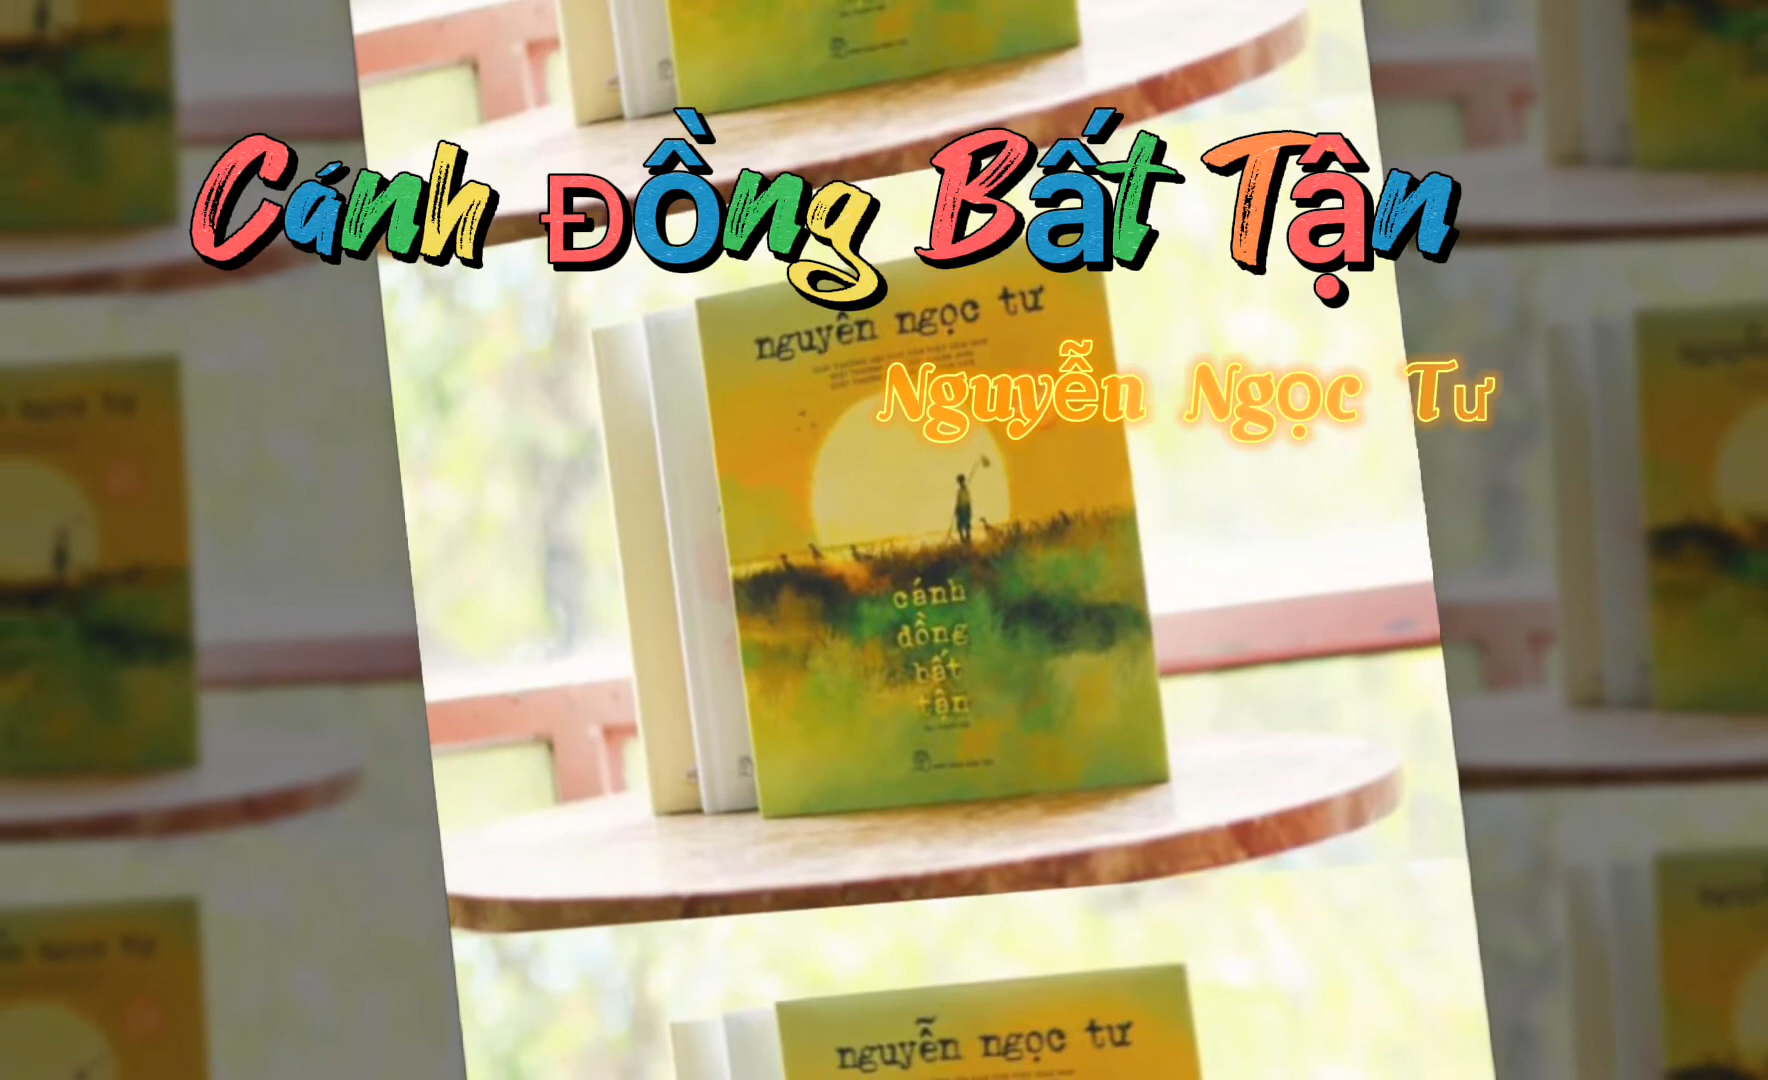 Cánh Đồng Bất Tận
nguyễn ngọc tư
Nguyễn Ngọc Tư
cánh
đồng
bất
tận
nguyễn ngọc tư